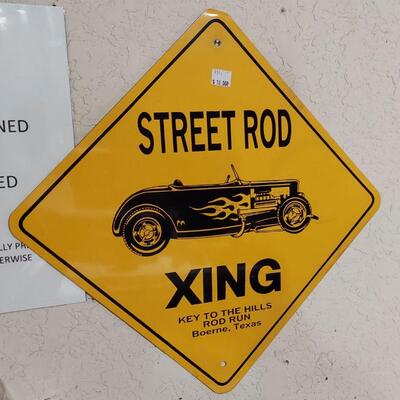 NED
ED
LLY PR
ERWISE
STREET ROD
XING
KEY TO THE HILLS
ROD RUN
Boerne, Texas